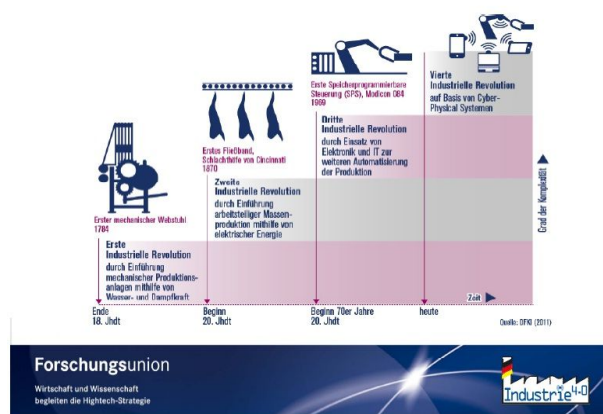 Erste Speicherprogrammierbare
Steuerung (SPS), Modicon 084
1969
Vierte
Industrielle Revolution
auf Basis von Cyber-
Physical Systemen
Dritte
Industrielle Revolution
durch Einsatz von
Elektronik und IT zur
weiteren Automatisierung
der Produktion
Erstes Fließband,
Schlachthöfe von Cincinnati
1870
Zweite
Industrielle Revolution
durch Einführung
arbeitsteiliger Massen-
produktion mithilfe von
elektrischer Energie
Erster mechanischer Webstuhl
1784
Erste
Industrielle Revolution
durch Einführung
mechanischer Produktions-
anlagen mithilfe von
Wasser- und Dampfkraft
Grad der Komplexität
Zeit
Ende
18. Jhdt
Beginn
20. Jhdt
Beginn 70er Jahre
20. Jhdt
heute
Quelle: DFKI (2011)
Forschungsunion
Wirtschaft und Wissenschaft
begleiten die Hightech-Strategie
Industrie 4.0